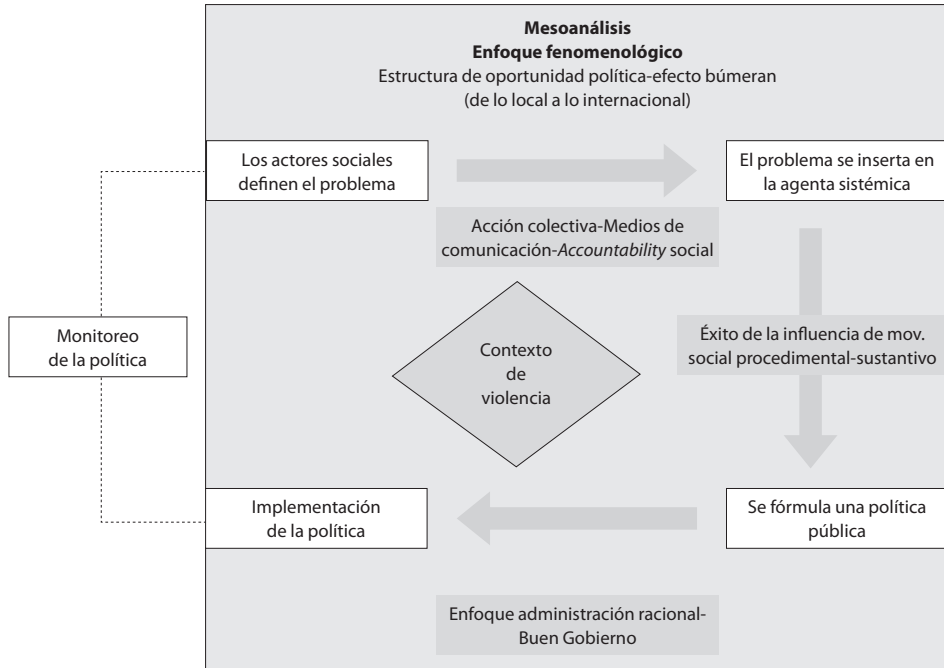 Mesoanálisis
Enfoque fenomenológico
Estructura de oportunidad política-efecto búmeran
(de lo local a lo internacional)
Los actores sociales
definen el problema
El problema se inserta en
la agenta sistémica
Acción colectiva-Medios de
comunicación-Accountability social
Monitoreo
de la política
Contexto
de
violencia
Éxito de la influencia de mov.
social procedimental-sustantivo
Implementación
de la política
Se fórmula una política
pública
Enfoque administración racional-
Buen Gobierno